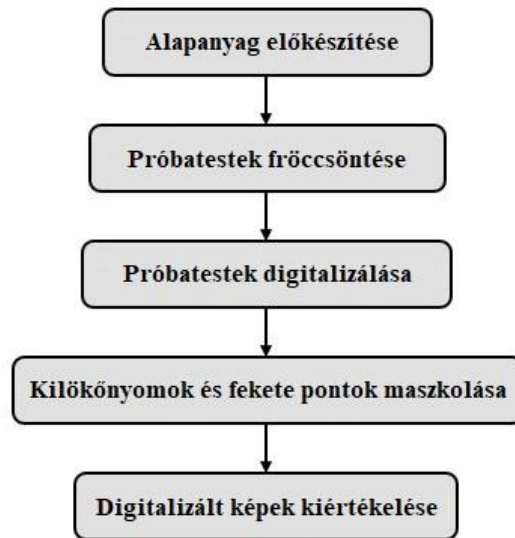 Alapanyag előkészítése
Próbatestek fröccsöntése
Próbatestek digitalizálása
Kilökőnyomok és fekete pontok maszkolása
Digitalizált képek kiértékelése